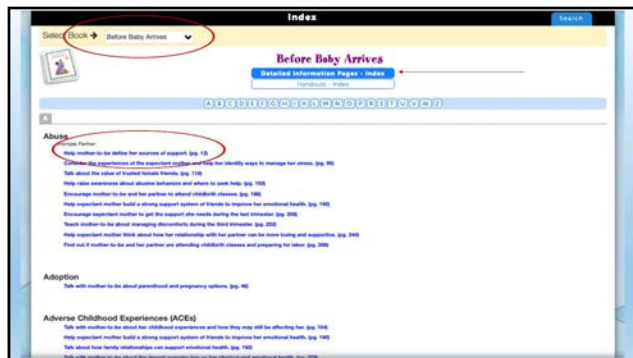 Index
Search
Select Book → Before Baby Arrives
Before Baby Arrives
Detailed Information Pages - Index
Handouts - Index
A B C D E F G H I K L M N O P R S T U V W Z
A
Abuse
Intimate Partner
Help mother-to-be define her sources of support. (pg. 12)
Consider the experiences of the expectant mother and help her identify ways to manage her stress. (pg. 96)
Talk about the value of trusted female friends. (pg. 118)
Help raise awareness about abusive behaviors and where to seek help. (pg. 150)
Encourage mother-to-be and her partner to attend childbirth classes. (pg. 186)
Help expectant mother build a strong support system of friends to improve her emotional health. (pg. 190)
Encourage expectant mother to get the support she needs during the last trimester. (pg. 208)
Teach mother-to-be about managing discomforts during the third trimester. (pg. 222)
Help expectant mother think about how her relationship with her partner can be more loving and supportive. (pg. 240)
Find out if mother-to-be and her partner are attending childbirth classes and preparing for labor. (pg. 266)
Adoption
Talk with mother-to-be about parenthood and pregnancy options. (pg. 46)
Adverse Childhood Experiences (ACEs)
Talk with mother-to-be about her childhood experiences and how they may still be affecting her. (pg. 104)
Help expectant mother build a strong support system of friends to improve her emotional health. (pg. 190)
Talk about how family relationships can support emotional health. (pg. 192)